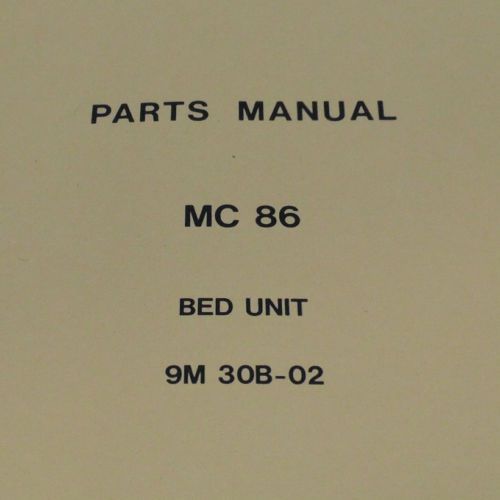 PARTS MANUAL
MC 86
BED UNIT
9M 30B-02